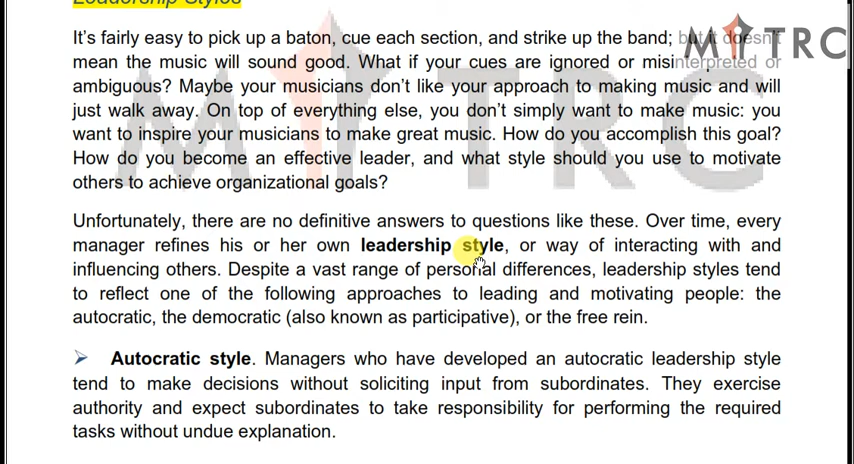 Leadership Styles
MITRC
It's fairly easy to pick up a baton, cue each section, and strike up the band; but it doesn't
mean the music will sound good. What if your cues are ignored or misinterpreted or
ambiguous? Maybe your musicians don't like your approach to making music and will
just walk away. On top of everything else, you don't simply want to make music: you
want to inspire your musicians to make great music. How do you accomplish this goal?
How do you become an effective leader, and what style should you use to motivate
others to achieve organizational goals?
MITRC
Unfortunately, there are no definitive answers to questions like these. Over time, every
manager refines his or her own leadership style, or way of interacting with and
influencing others. Despite a vast range of personal differences, leadership styles tend
to reflect one of the following approaches to leading and motivating people: the
autocratic, the democratic (also known as participative), or the free rein.
Autocratic style. Managers who have developed an autocratic leadership style
tend to make decisions without soliciting input from subordinates. They exercise
authority and expect subordinates to take responsibility for performing the required
tasks without undue explanation.